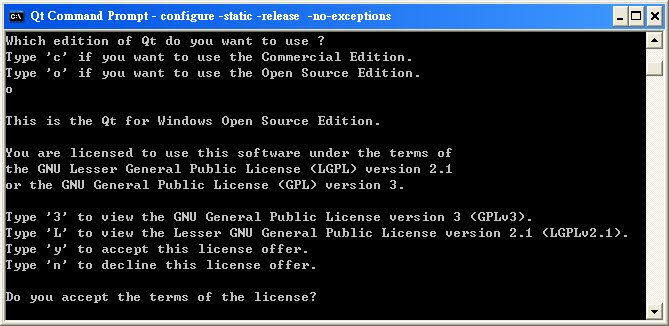 Qt Command Prompt - configure -static -release  -no-exceptions
Which edition of Qt do you want to use ?
Type 'c' if you want to use the Commercial Edition.
Type 'o' if you want to use the Open Source Edition.
o
This is the Qt for Windows Open Source Edition.
You are licensed to use this software under the terms of
the GNU Lesser General Public License (LGPL) version 2.1
or the GNU General Public License (GPL) version 3.
Type '3' to view the GNU General Public License version 3 (GPLv3).
Type 'L' to view the Lesser GNU General Public License version 2.1 (LGPLv2.1).
Type 'y' to accept this license offer.
Type 'n' to decline this license offer.
Do you accept the terms of the license?